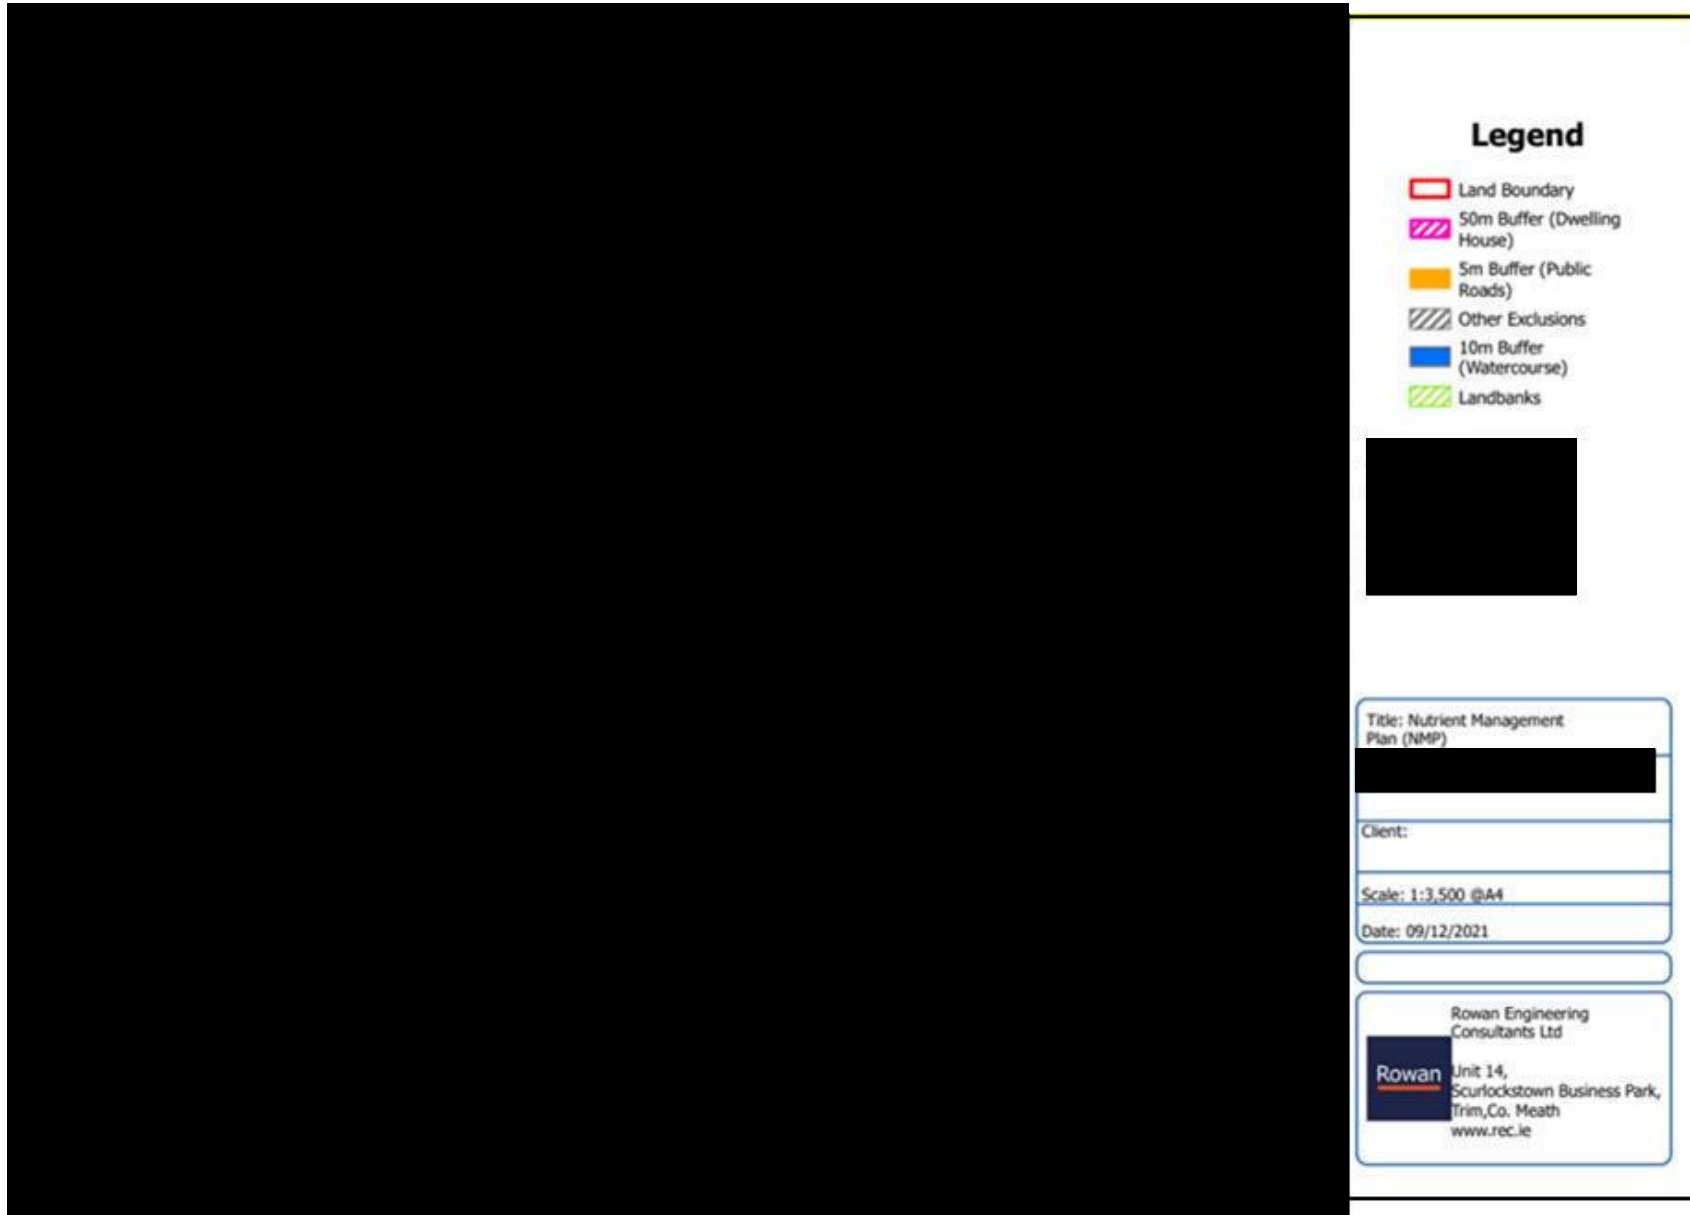 Legend
Land Boundary
50m Buffer (Dwelling
House)
5m Buffer (Public
Roads)
Other Exclusions
10m Buffer
(Watercourse)
Landbanks
Title: Nutrient Management
Plan (NMP)
Client:
Scale: 1:3,500 @A4
Date: 09/12/2021
Rowan Engineering
Consultants Ltd
Rowan
Unit 14,
Scurlockstown Business Park,
Trim,Co. Meath
www.rec.ie